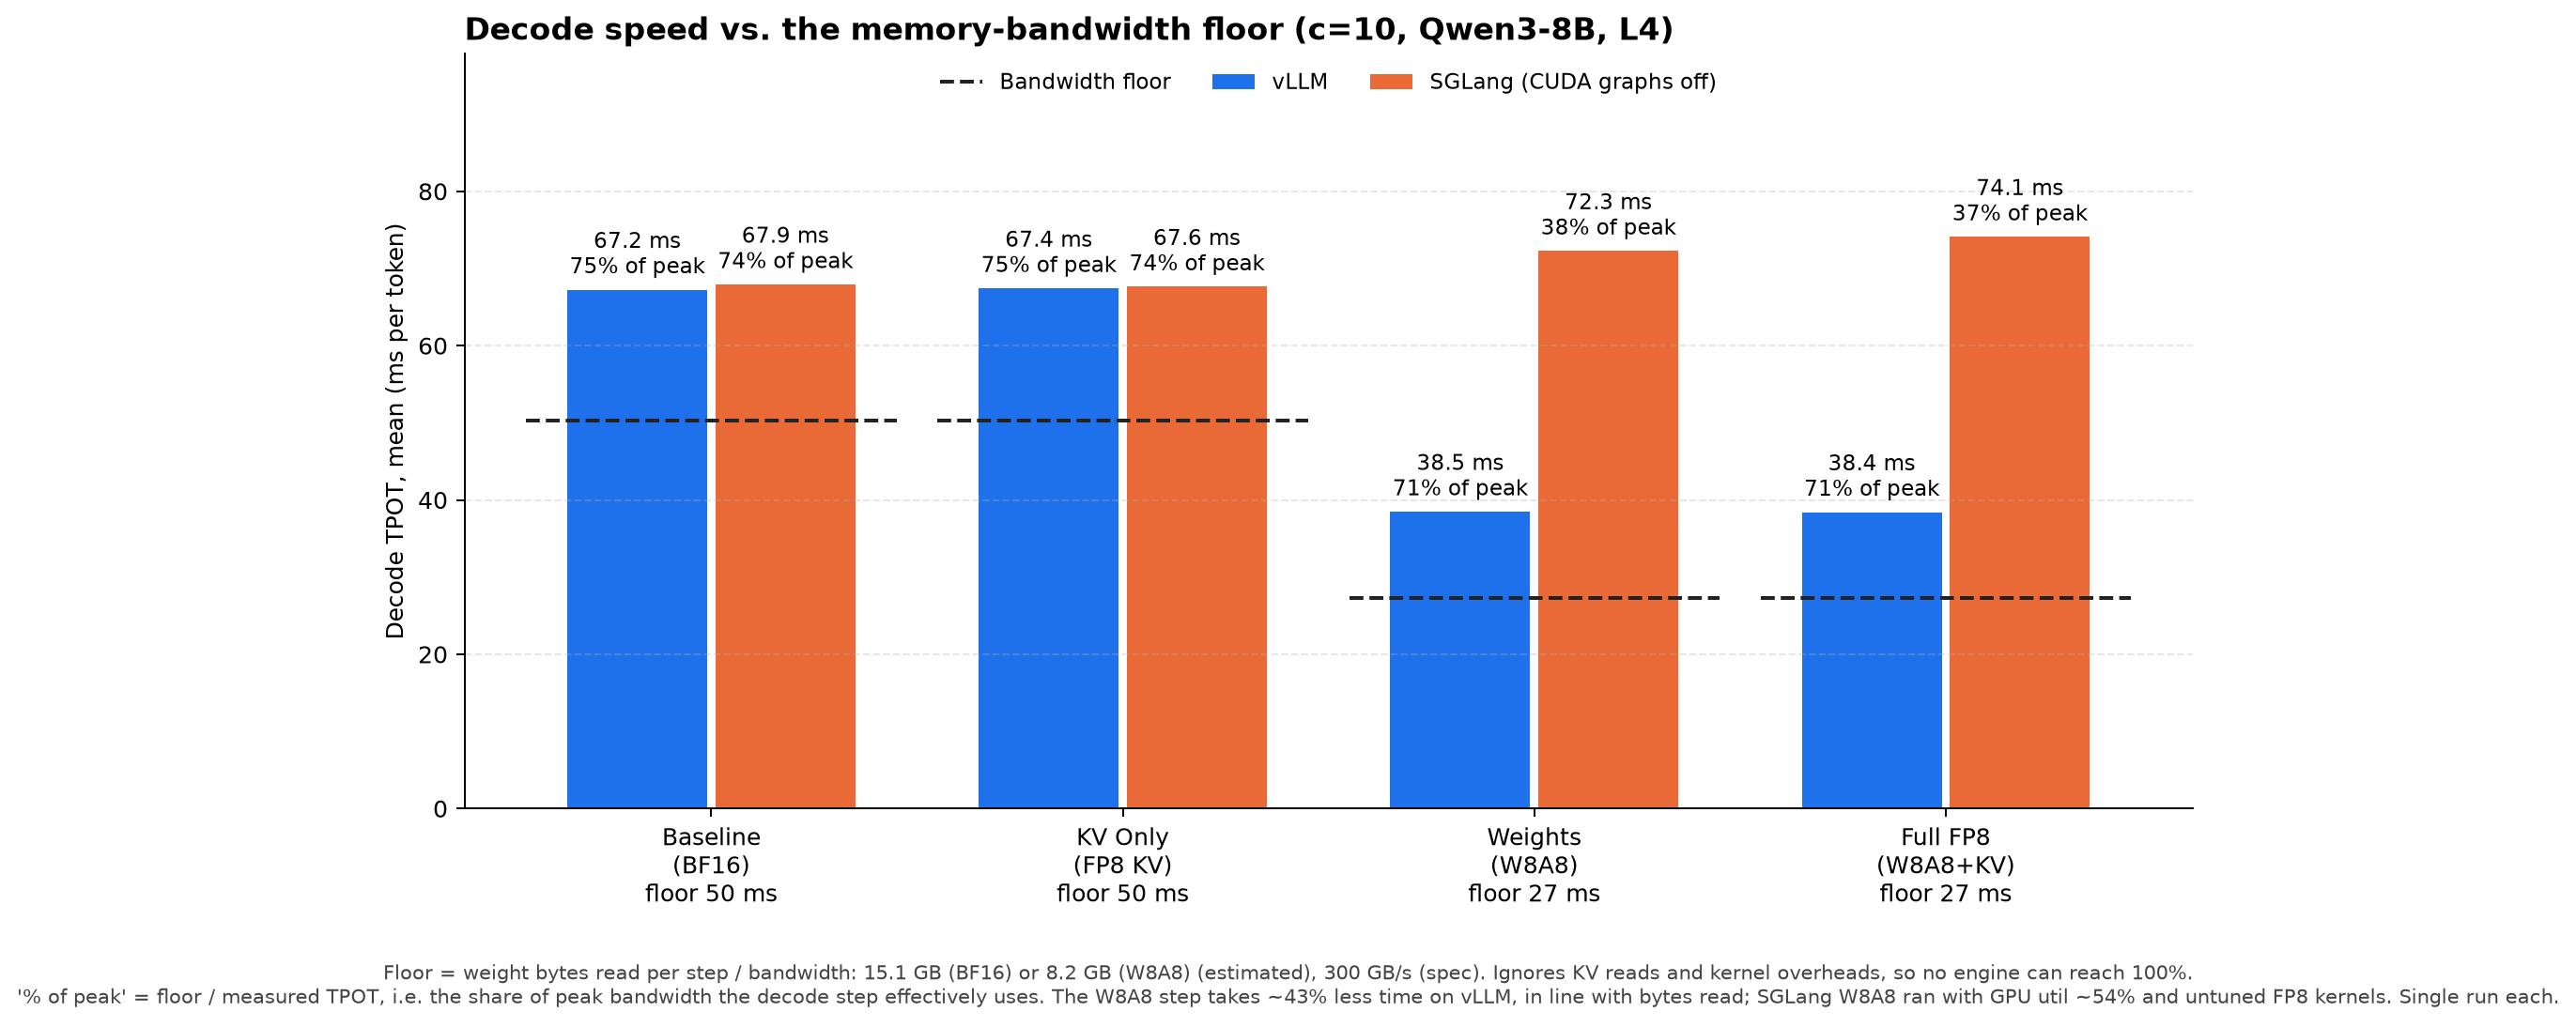 Decode speed vs. the memory-bandwidth floor (c=10, Qwen3-8B, L4)
Bandwidth floor
vLLM
SGLang (CUDA graphs off)
Decode TPOT, mean (ms per token)
80
60
40
20
0
67.2 ms
75% of peak
67.9 ms
74% of peak
67.4 ms
75% of peak
67.6 ms
74% of peak
38.5 ms
71% of peak
72.3 ms
38% of peak
38.4 ms
71% of peak
74.1 ms
37% of peak
Baseline
(BF16)
floor 50 ms
KV Only
(FP8 KV)
floor 50 ms
Weights
(W8A8)
floor 27 ms
Full FP8
(W8A8+KV)
floor 27 ms
Floor = weight bytes read per step / bandwidth: 15.1 GB (BF16) or 8.2 GB (W8A8) (estimated), 300 GB/s (spec). Ignores KV reads and kernel overheads, so no engine can reach 100%.
'% of peak' = floor / measured TPOT, i.e. the share of peak bandwidth the decode step effectively uses. The W8A8 step takes ~43% less time on vLLM, in line with bytes read; SGLang W8A8 ran with GPU util ~54% and untuned FP8 kernels. Single run each.